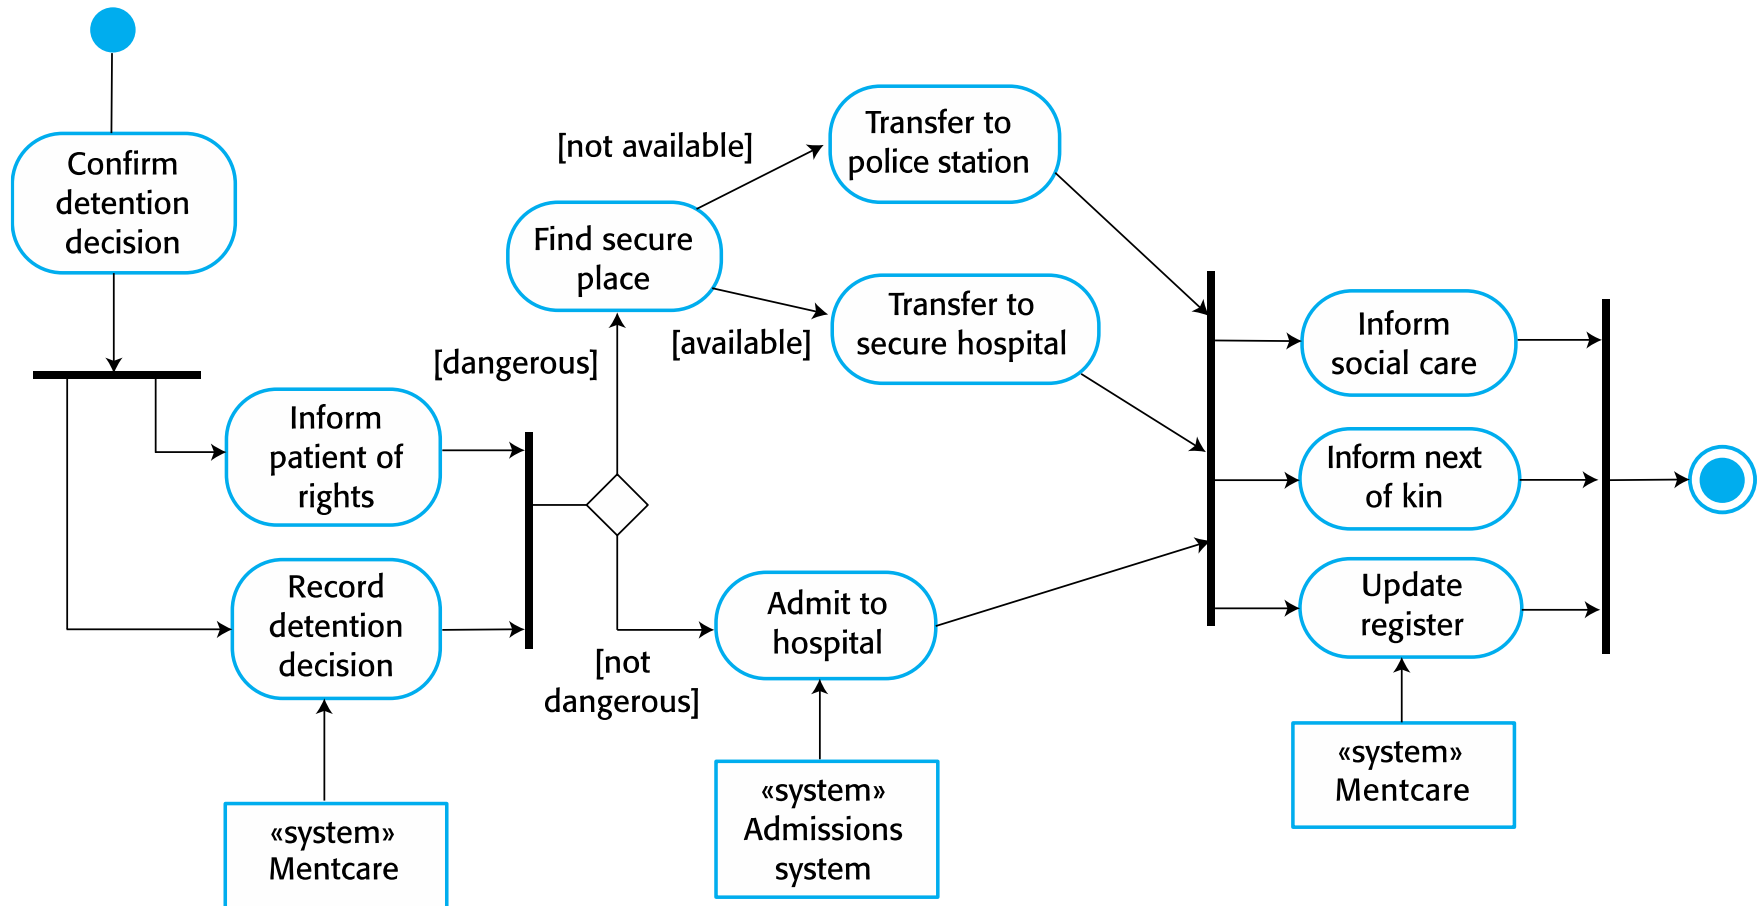 Confirm
detention
decision
Inform
patient of
rights
Record
detention
decision
«system»
Mentcare
[dangerous]
[not
dangerous]
Find secure
place
[not available]
[available]
Transfer to
police station
Transfer to
secure hospital
Admit to
hospital
«system»
Admissions
system
Inform
social care
Inform next
of kin
Update
register
«system»
Mentcare